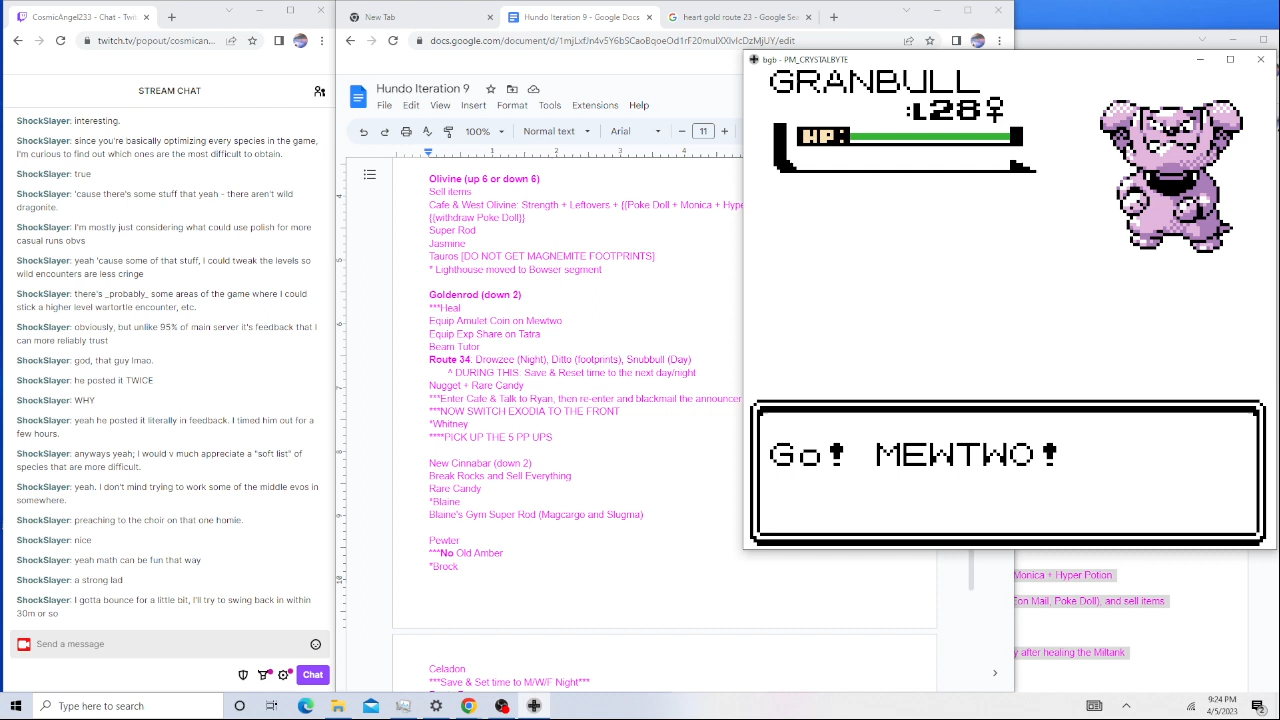 CosmicAngel233 - Chat - Twit
twitch.tv/popout/cosmican...
STREAM CHAT
ShockSlayer: interesting.
ShockSlayer: since you're basically optimizing every species in the game,
I'm curious to find out which ones are the most difficult to obtain.
ShockSlayer: true
ShockSlayer: 'cause there's some stuff that yeah - there aren't wild
dragonite.
ShockSlayer: I'm mostly just considering what could use polish for more
casual runs obvs
ShockSlayer: yeah 'cause some of that stuff, I could tweak the levels so
wild encounters are less cringe
ShockSlayer: there's _probably_ some areas of the game where I could
stick a higher level wartortle encounter, etc.
ShockSlayer: obviously, but unlike 95% of main server it's feedback that I
can more reliably trust
ShockSlayer: god, that guy lmao.
ShockSlayer: he posted it TWICE
ShockSlayer: WHY
ShockSlayer: yeah he posted it literally in feedback. I timed him out for a
few hours.
ShockSlayer: anyways yeah; I would v much appreciate a "soft list" of
species that are more difficult.
ShockSlayer: yeah. I don't mind trying to work some of the middle evos in
somewhere.
ShockSlayer: preaching to the choir on that one homie.
ShockSlayer: nice
ShockSlayer: yeah math can be fun that way
ShockSlayer: a strong lad
ShockSlayer: I gotta bounce for a little bit, I'll try to swing back in within
30m or so
Send a message
Chat
New Tab
Hundo Iteration 9 - Google Docs
heart gold route 23 - Google Sea
docs.google.com/document/d/
/edit
Hundo Iteration 9
File Edit View Insert Format Tools Extensions Help
100% Normal text Arial 11
1 2 3 4
Olivine (up 6 or down 6)
Sell items
Cafe & West Olivine: Strength + Leftovers + {{Poke Doll + Monica + Hype
{{withdraw Poke Doll}}
Super Rod
Jasmine
Tauros [DO NOT GET MAGNEMITE FOOTPRINTS]
* Lighthouse moved to Bowser segment
Goldenrod (down 2)
***Heal
Equip Amulet Coin on Mewtwo
Equip Exp Share on Tatra
Beam Tutor
Route 34: Drowzee (Night), Ditto (footprints), Snubbull (Day)
^ DURING THIS: Save & Reset time to the next day/night
Nugget + Rare Candy
***Enter Cafe & Talk to Ryan, then re-enter and blackmail the announcer
***NOW SWITCH EXODIA TO THE FRONT
*Whitney
****PICK UP THE 5 PP UPS
New Cinnabar (down 2)
Break Rocks and Sell Everything
Rare Candy
*Blaine
Blaine's Gym Super Rod (Magcargo and Slugma)
Pewter
***No Old Amber
*Brock
Celadon
***Save & Set time to M/W/F Night***
bgb - PM_CRYSTALBYTE
GRANBULL
:L28♀
HP:
Go! MEWTWO!
Monica + Hyper Potion
Eon Mail, Poke Doll), and sell items
y after healing the Miltank
Type here to search
9:24 PM
4/5/2023
2